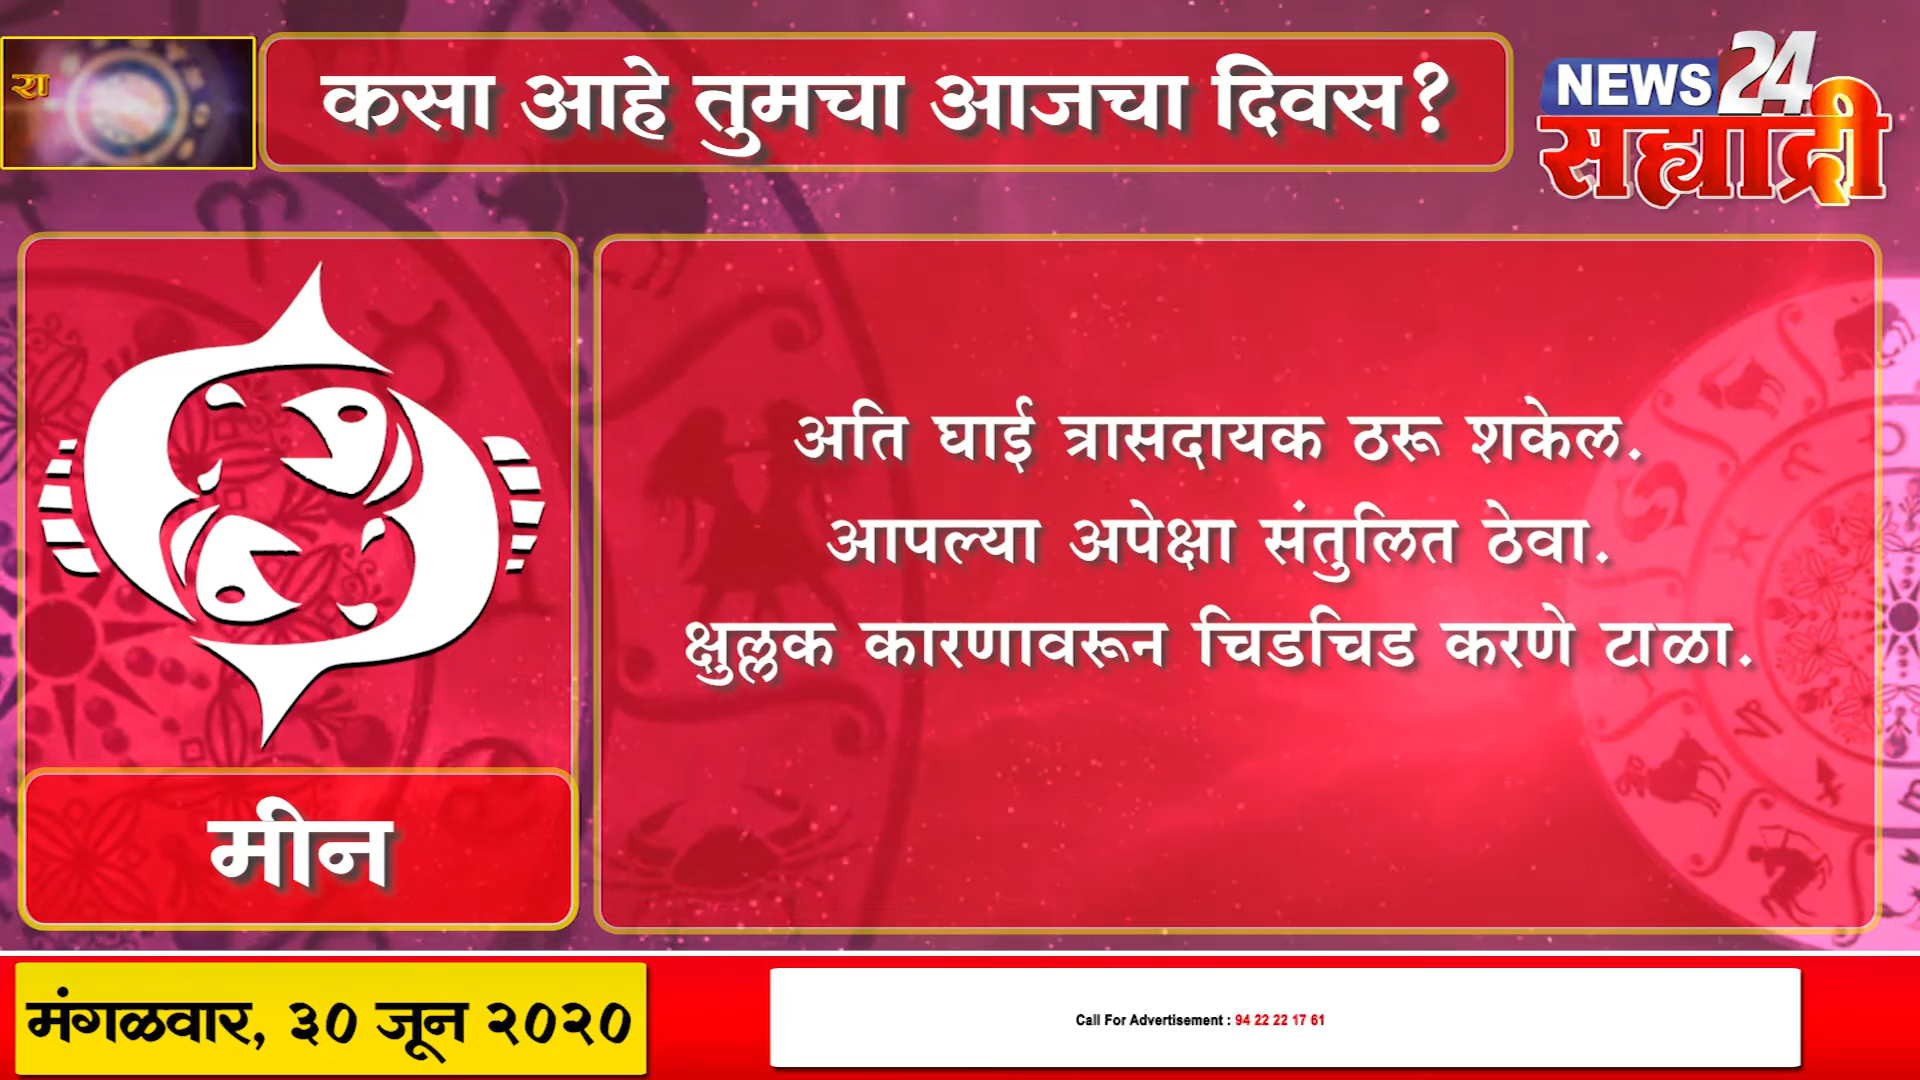 रा
कसा आहे तुमचा आजचा दिवस?
NEWS 24
सह्याद्री
अति घाई त्रासदायक ठरू शकेल.
आपल्या अपेक्षा संतुलित ठेवा.
क्षुल्लक कारणावरून चिडचिड करणे टाळा.
मीन
मंगळवार, ३० जून २०२०
Call For Advertisement : 94 22 22 17 61